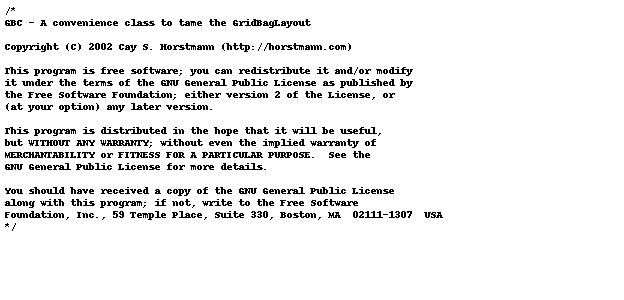 /*
GBC - A convenience class to tame the GridBagLayout

Copyright (C) 2002 Cay S. Horstmann (http://horstmann.com)

This program is free software; you can redistribute it and/or modify
it under the terms of the GNU General Public License as published by
the Free Software Foundation; either version 2 of the License, or
(at your option) any later version.

This program is distributed in the hope that it will be useful,
but WITHOUT ANY WARRANTY; without even the implied warranty of
MERCHANTABILITY or FITNESS FOR A PARTICULAR PURPOSE.  See the
GNU General Public License for more details.

You should have received a copy of the GNU General Public License
along with this program; if not, write to the Free Software
Foundation, Inc., 59 Temple Place, Suite 330, Boston, MA  02111-1307  USA
*/